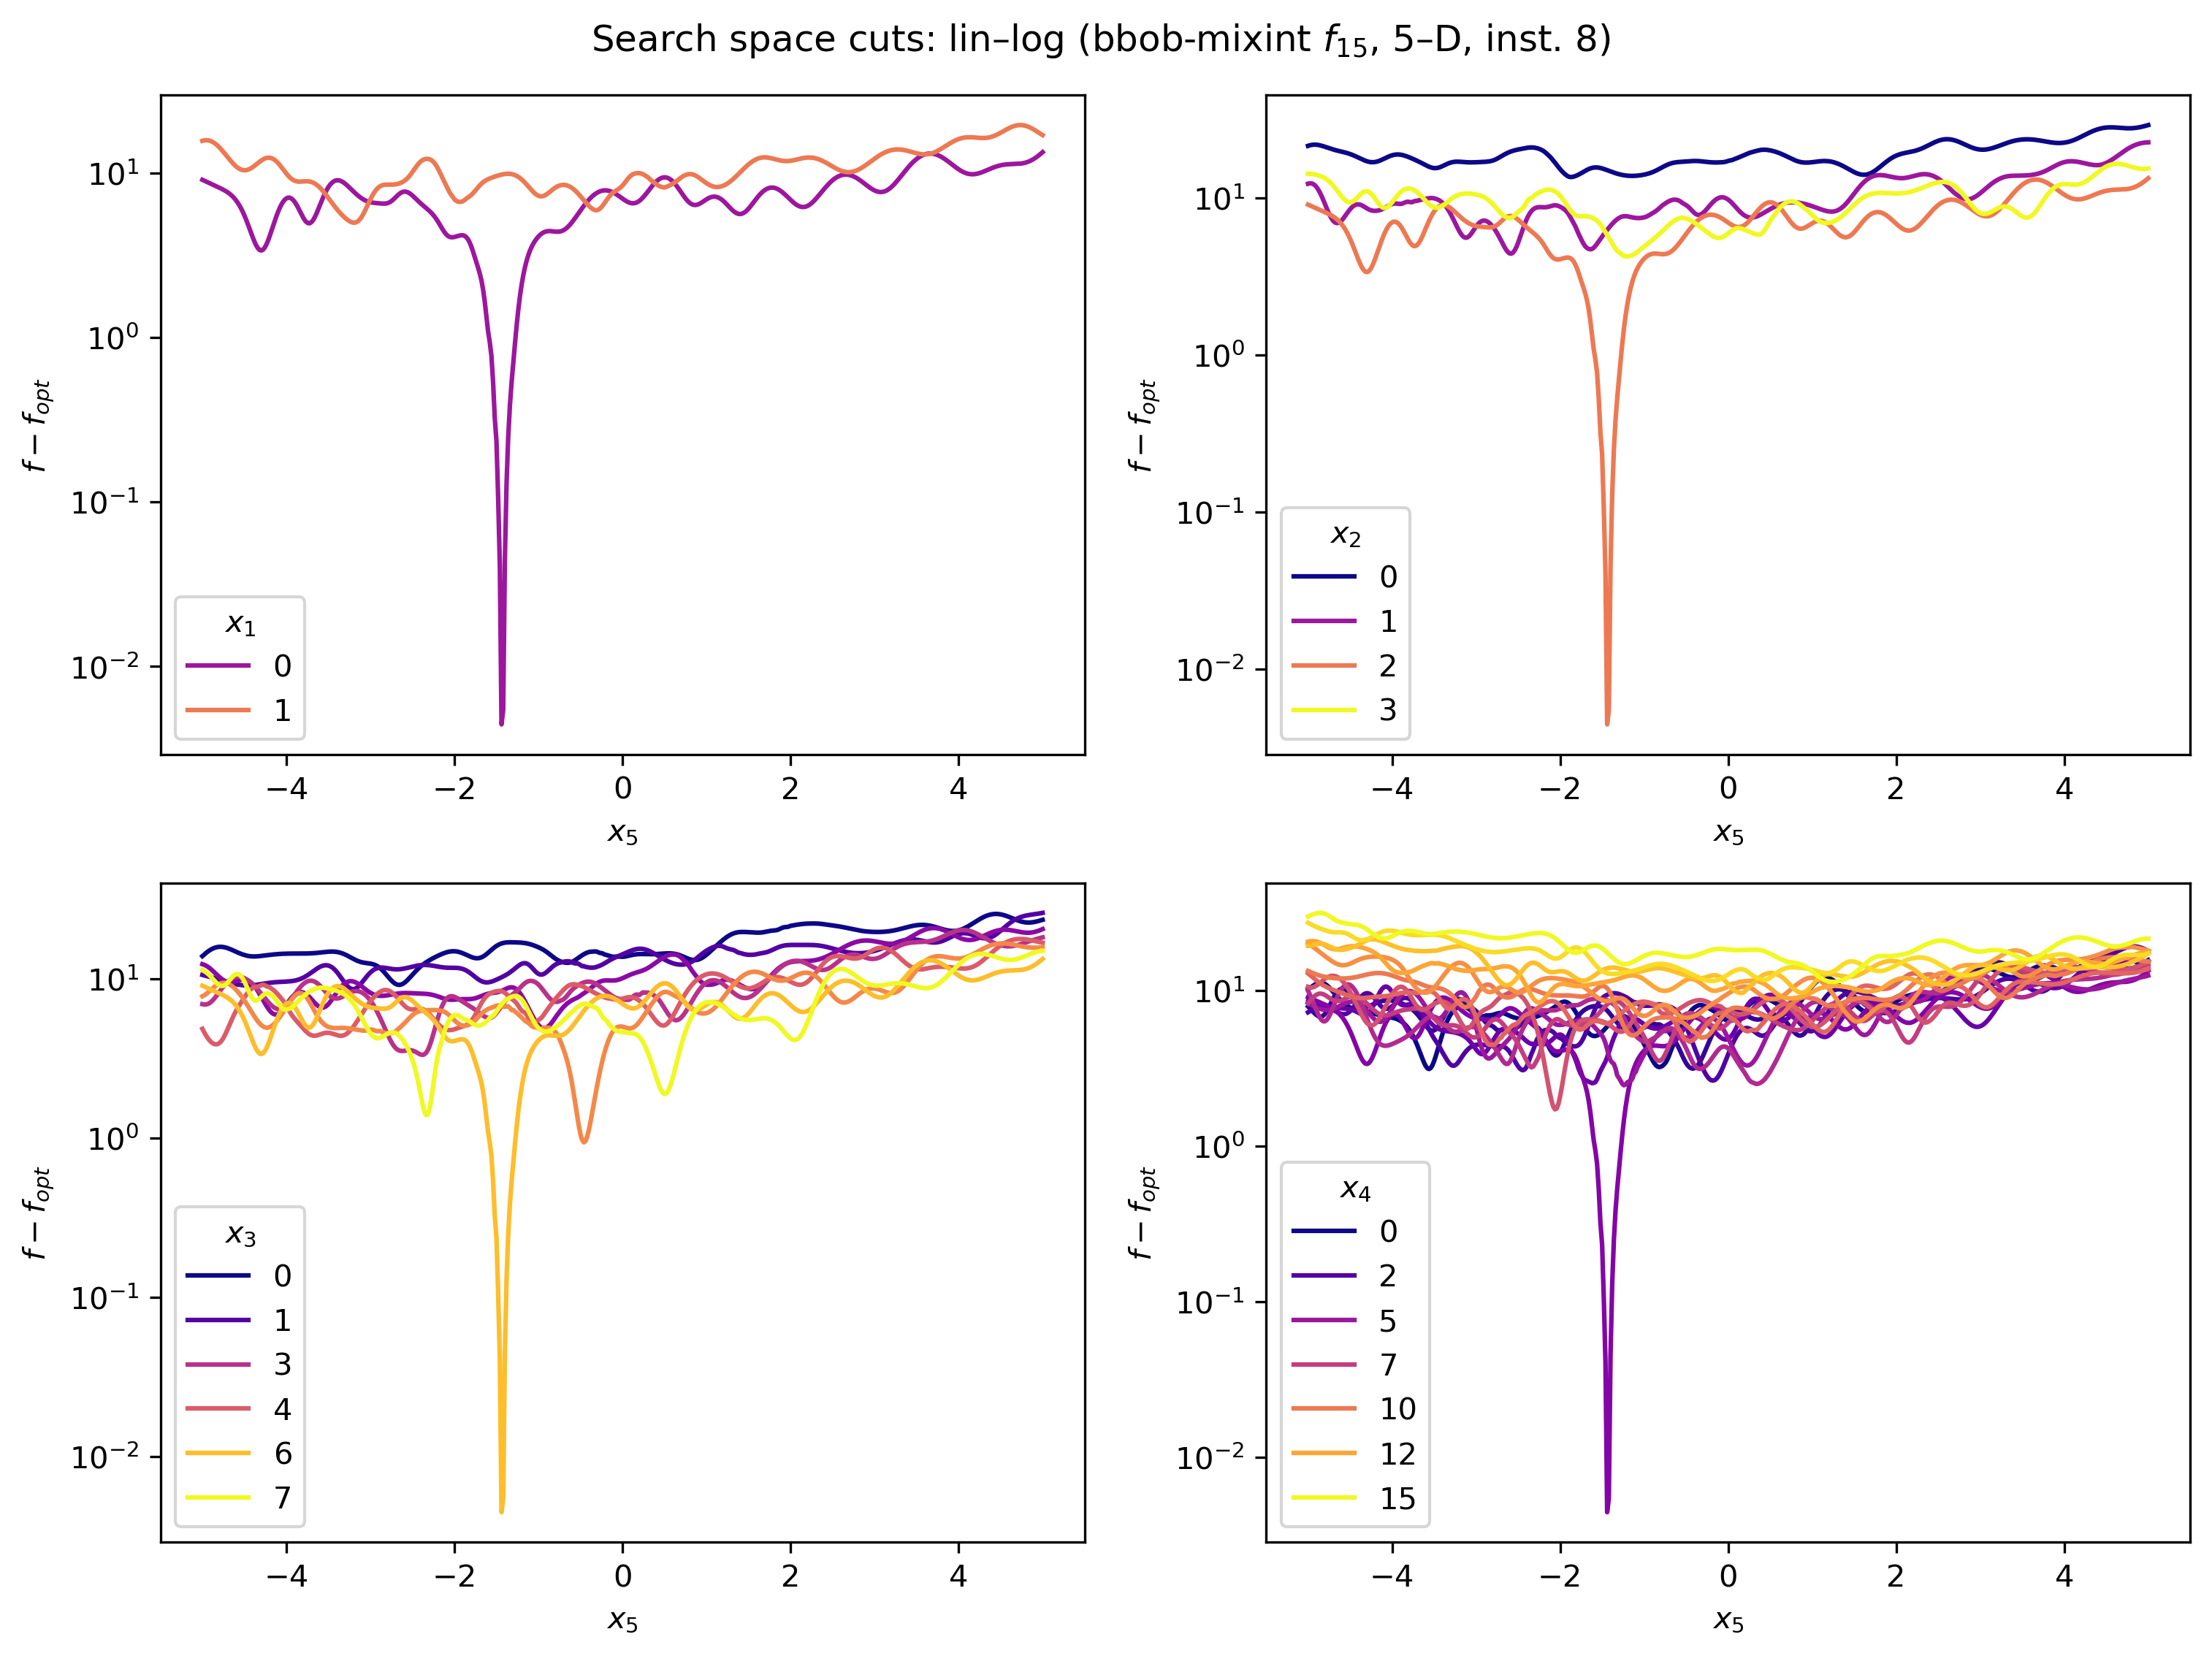 Search space cuts: lin–log (bbob-mixint f15, 5–D, inst. 8)
10^1
10^0
10^−1
10^−2
f − fopt
x1
0
1
−4 −2 0 2 4
x5
10^1
10^0
10^−1
10^−2
f − fopt
x2
0
1
2
3
−4 −2 0 2 4
x5
10^1
10^0
10^−1
10^−2
f − fopt
x3
0
1
3
4
6
7
−4 −2 0 2 4
x5
10^1
10^0
10^−1
10^−2
f − fopt
x4
0
2
5
7
10
12
15
−4 −2 0 2 4
x5